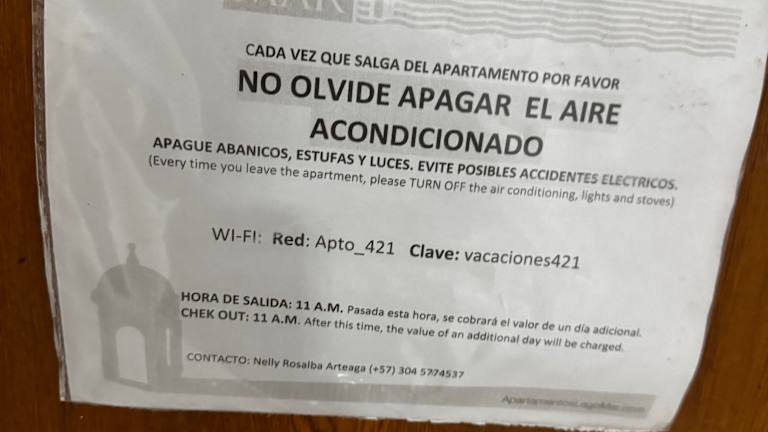 CADA VEZ QUE SALGA DEL APARTAMENTO POR FAVOR
NO OLVIDE APAGAR EL AIRE
ACONDICIONADO
APAGUE ABANICOS, ESTUFAS Y LUCES. EVITE POSIBLES ACCIDENTES ELECTRICOS.
(Every time you leave the apartment, please TURN OFF the air conditioning, lights and stoves)
WI-FI: Red: Apto_421 Clave: vacaciones421
HORA DE SALIDA: 11 A.M. Pasada esta hora, se cobrará el valor de un día adicional.
CHEK OUT: 11 A.M. After this time, the value of an additional day will be charged.
CONTACTO: Nelly Rosalba Arteaga (+57) 304 5774537